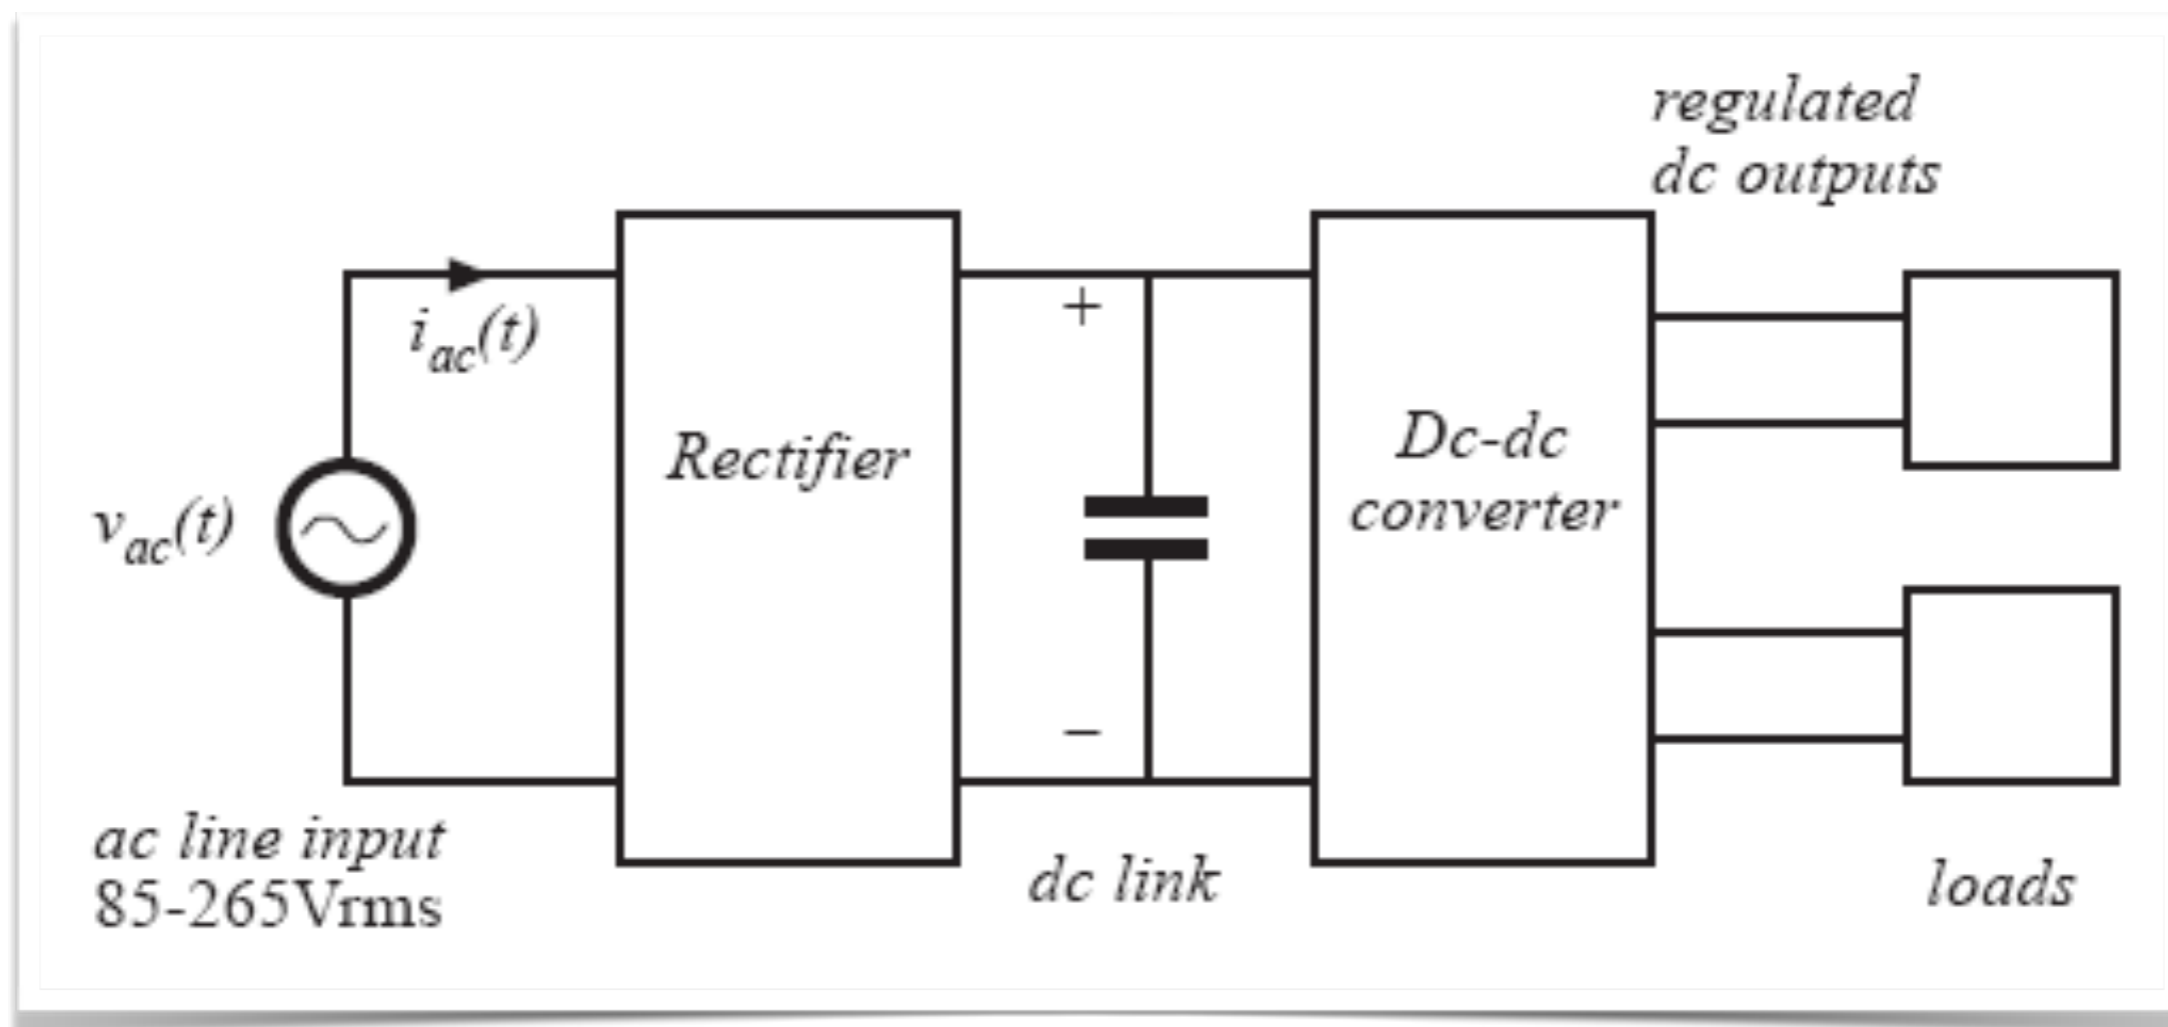 regulated
dc outputs
i_ac(t)
+
Rectifier
Dc-dc
converter
v_ac(t)
−
ac line input
85-265Vrms
dc link
loads